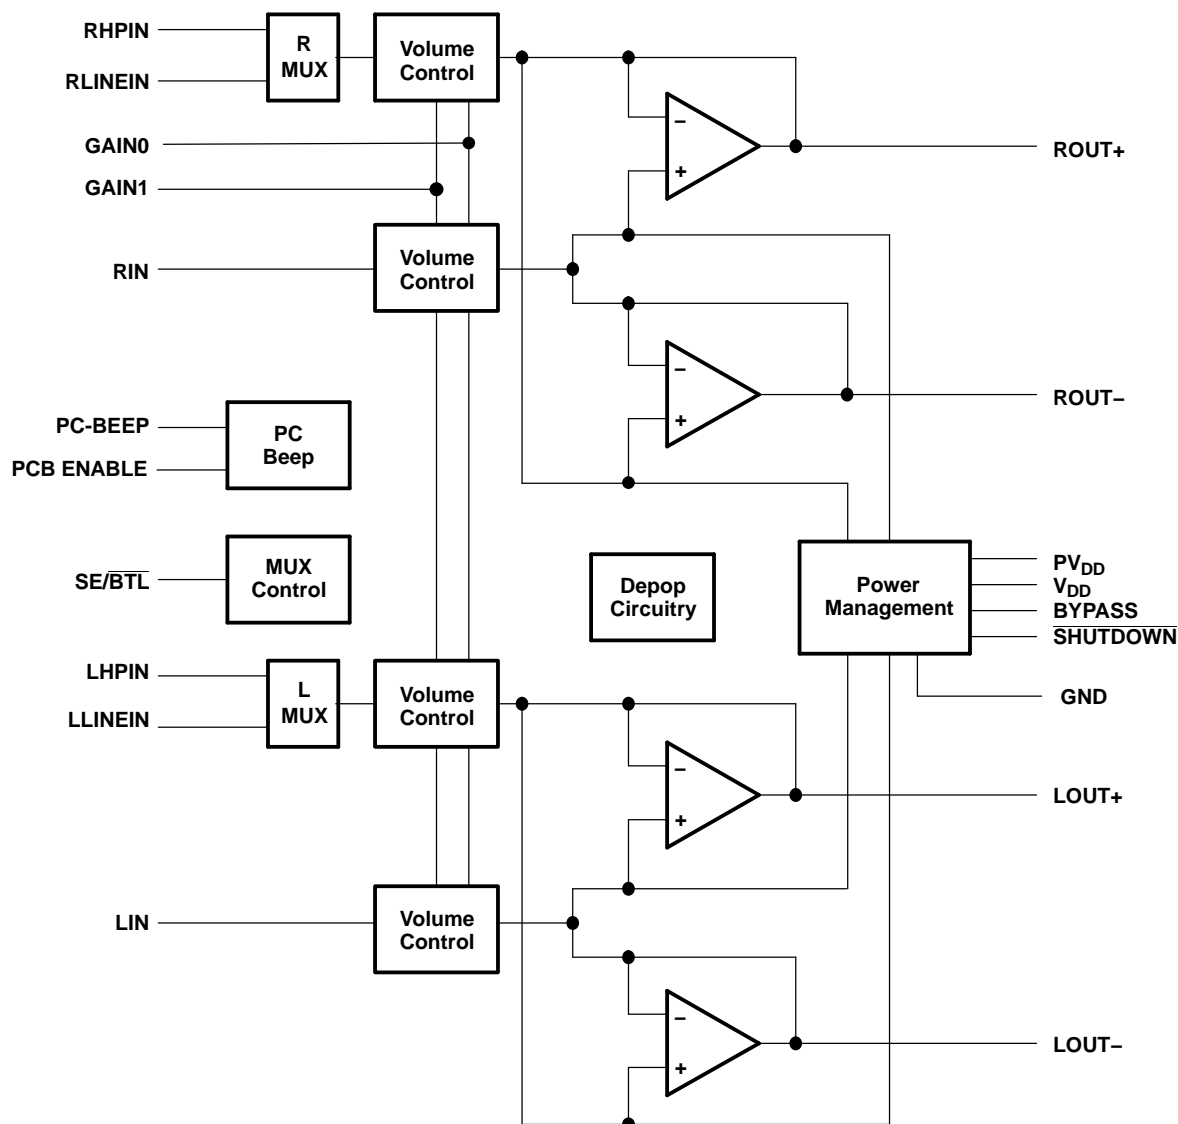 RHPIN
RLINEIN
R
MUX
Volume
Control
GAIN0
GAIN1
−
+
ROUT+
RIN
Volume
Control
−
+
ROUT−
PC-BEEP
PCB ENABLE
PC
Beep
SE/BTL
MUX
Control
Depop
Circuitry
Power
Management
PVDD
VDD
BYPASS
SHUTDOWN
GND
LHPIN
LLINEIN
L
MUX
Volume
Control
−
+
LOUT+
LIN
Volume
Control
−
+
LOUT−